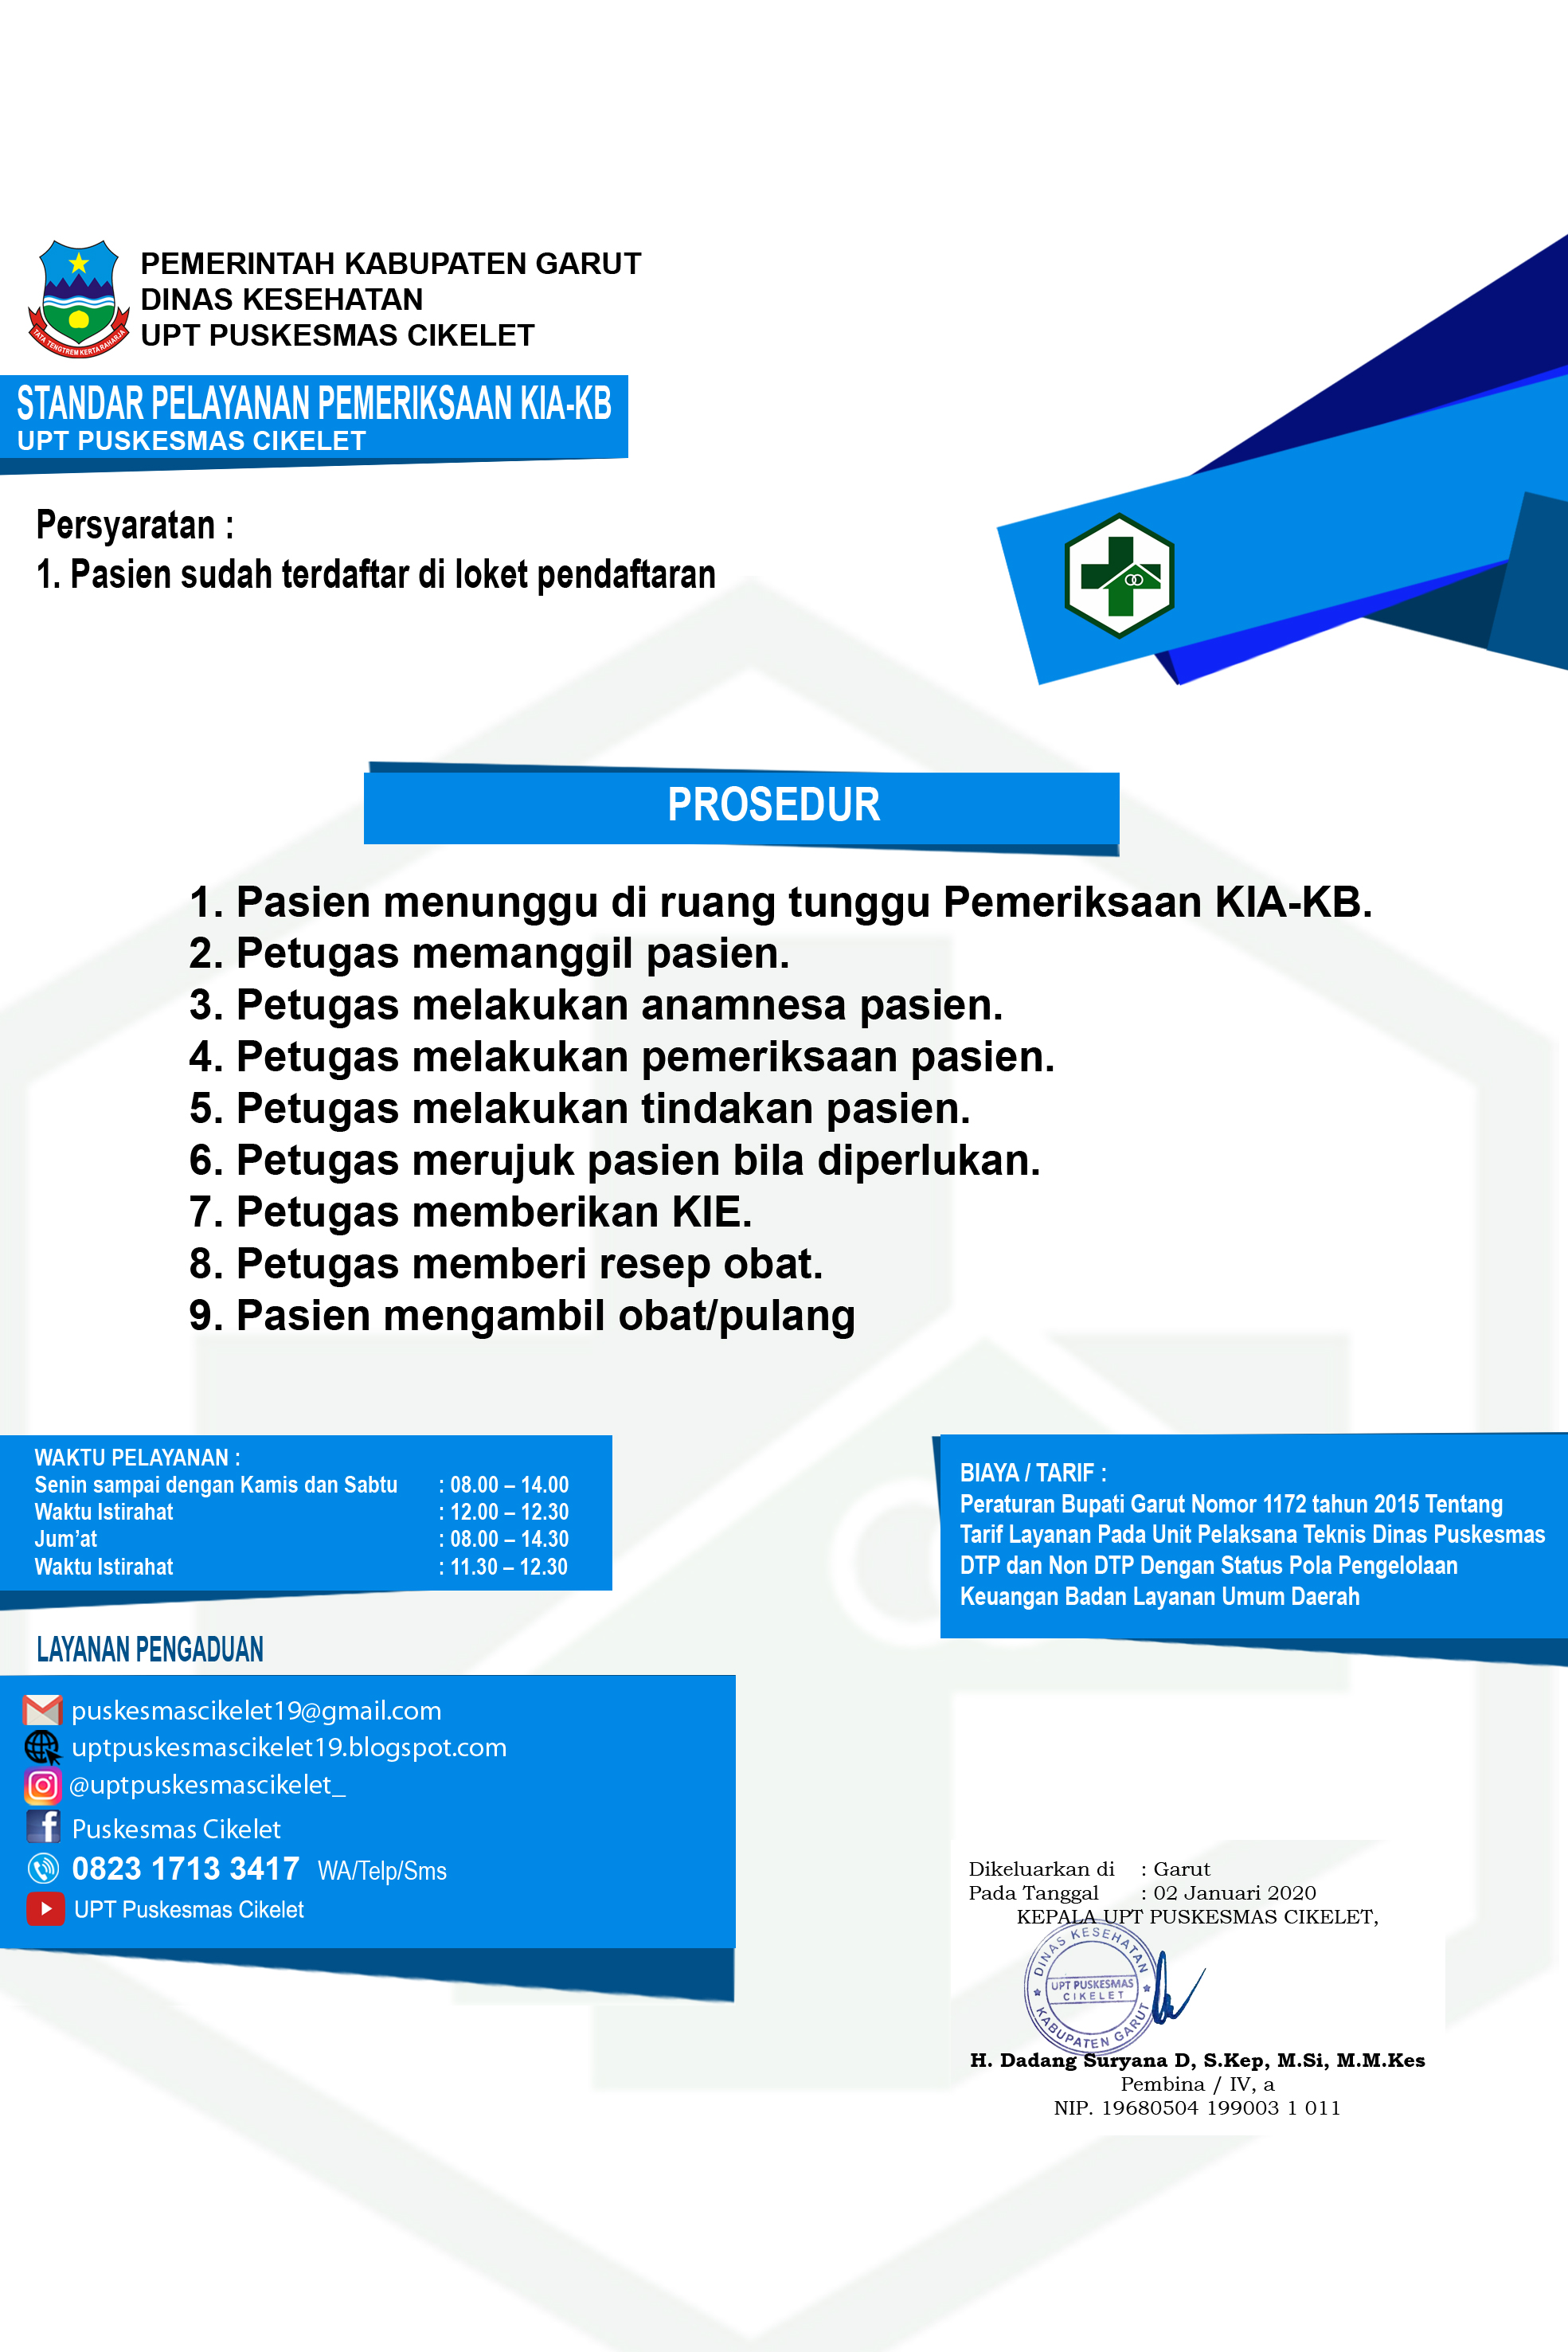 TATA TENGTREM KERTA RAHARJA
PEMERINTAH KABUPATEN GARUT
DINAS KESEHATAN
UPT PUSKESMAS CIKELET
STANDAR PELAYANAN PEMERIKSAAN KIA-KB
UPT PUSKESMAS CIKELET
Persyaratan :
1. Pasien sudah terdaftar di loket pendaftaran
PROSEDUR
1. Pasien menunggu di ruang tunggu Pemeriksaan KIA-KB.
2. Petugas memanggil pasien.
3. Petugas melakukan anamnesa pasien.
4. Petugas melakukan pemeriksaan pasien.
5. Petugas melakukan tindakan pasien.
6. Petugas merujuk pasien bila diperlukan.
7. Petugas memberikan KIE.
8. Petugas memberi resep obat.
9. Pasien mengambil obat/pulang
WAKTU PELAYANAN :
Senin sampai dengan Kamis dan Sabtu : 08.00 – 14.00
Waktu Istirahat : 12.00 – 12.30
Jum’at : 08.00 – 14.30
Waktu Istirahat : 11.30 – 12.30
BIAYA / TARIF :
Peraturan Bupati Garut Nomor 1172 tahun 2015 Tentang
Tarif Layanan Pada Unit Pelaksana Teknis Dinas Puskesmas
DTP dan Non DTP Dengan Status Pola Pengelolaan
Keuangan Badan Layanan Umum Daerah
LAYANAN PENGADUAN
puskesmascikelet19@gmail.com
uptpuskesmascikelet19.blogspot.com
@uptpuskesmascikelet_
Puskesmas Cikelet
0823 1713 3417 WA/Telp/Sms
UPT Puskesmas Cikelet
Dikeluarkan di : Garut
Pada Tanggal : 02 Januari 2020
KEPALA UPT PUSKESMAS CIKELET,
DINAS KESEHATAN
UPT PUSKESMAS
CIKELET
KABUPATEN GARUT
H. Dadang Suryana D, S.Kep, M.Si, M.M.Kes
Pembina / IV, a
NIP. 19680504 199003 1 011